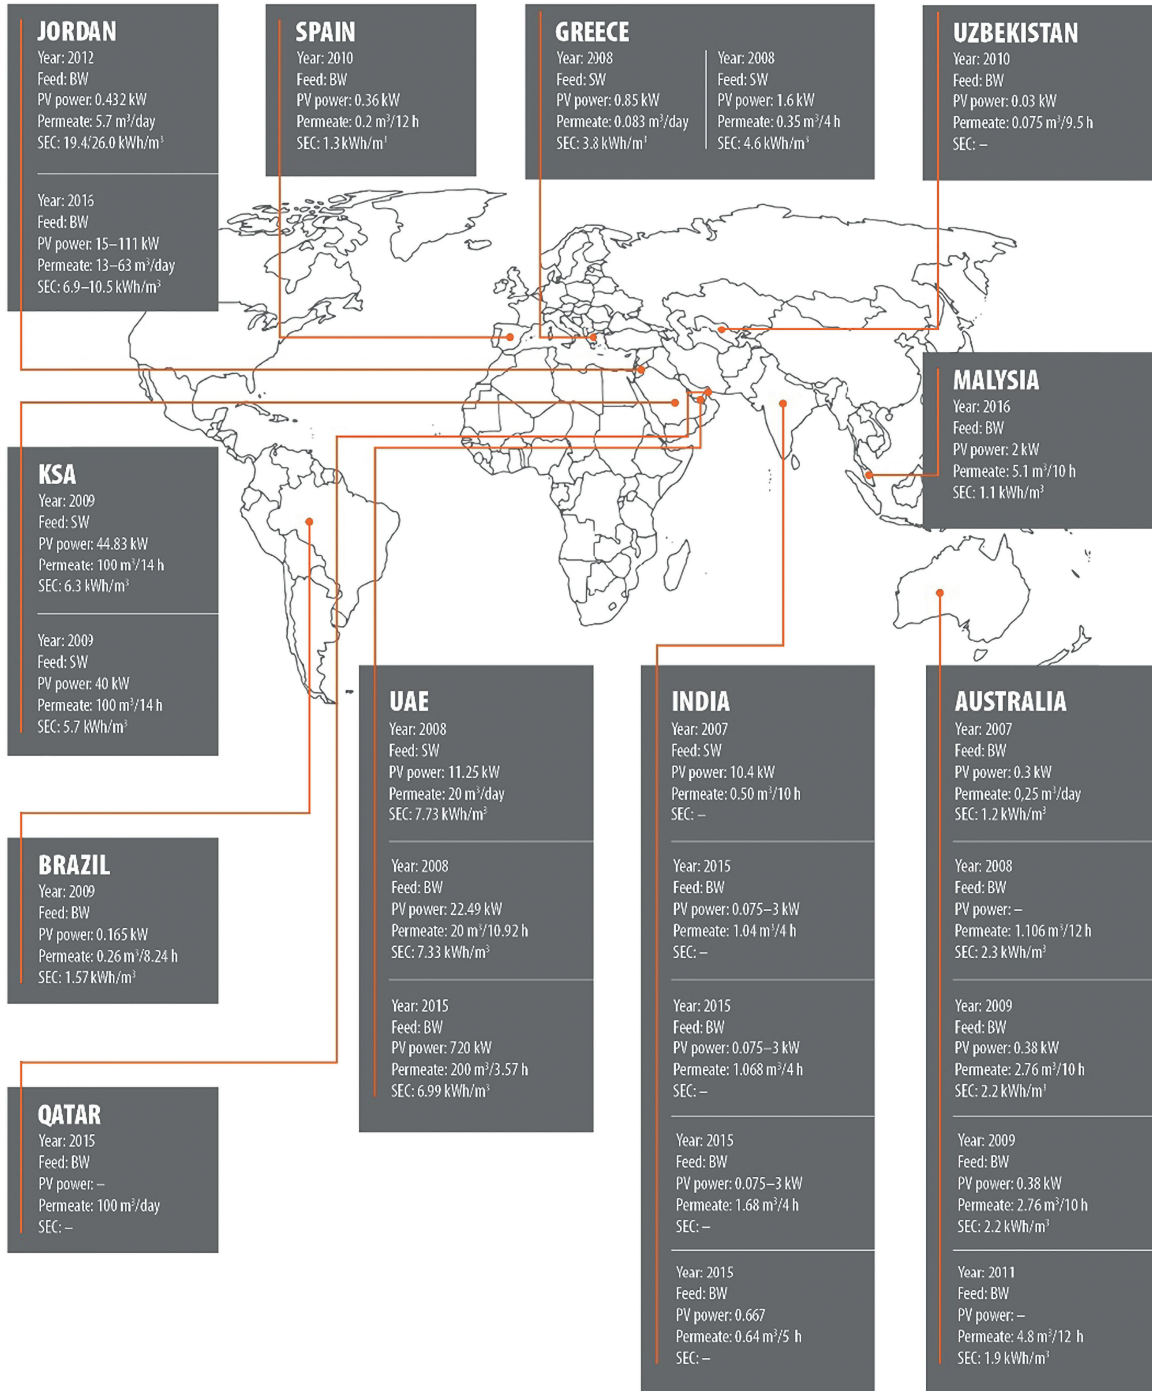 JORDAN
Year: 2012
Feed: BW
PV power: 0.432 kW
Permeate: 5.7 m³/day
SEC: 19.4/26.0 kWh/m³
Year: 2016
Feed: BW
PV power: 15–111 kW
Permeate: 13–63 m³/day
SEC: 6.9–10.5 kWh/m³
SPAIN
Year: 2010
Feed: BW
PV power: 0.36 kW
Permeate: 0.2 m³/12 h
SEC: 1.3 kWh/m³
GREECE
Year: 2008
Feed: SW
PV power: 0.85 kW
Permeate: 0.083 m³/day
SEC: 3.8 kWh/m³
Year: 2008
Feed: SW
PV power: 1.6 kW
Permeate: 0.35 m³/4 h
SEC: 4.6 kWh/m³
UZBEKISTAN
Year: 2010
Feed: BW
PV power: 0.03 kW
Permeate: 0.075 m³/9.5 h
SEC: –
MALYSIA
Year: 2016
Feed: BW
PV power: 2 kW
Permeate: 5.1 m³/10 h
SEC: 1.1 kWh/m³
KSA
Year: 2009
Feed: SW
PV power: 44.83 kW
Permeate: 100 m³/14 h
SEC: 6.3 kWh/m³
Year: 2009
Feed: SW
PV power: 40 kW
Permeate: 100 m³/14 h
SEC: 5.7 kWh/m³
BRAZIL
Year: 2009
Feed: BW
PV power: 0.165 kW
Permeate: 0.26 m³/8.24 h
SEC: 1.57 kWh/m³
QATAR
Year: 2015
Feed: BW
PV power: –
Permeate: 100 m³/day
SEC: –
UAE
Year: 2008
Feed: SW
PV power: 11.25 kW
Permeate: 20 m³/day
SEC: 7.73 kWh/m³
Year: 2008
Feed: BW
PV power: 22.49 kW
Permeate: 20 m³/10.92 h
SEC: 7.33 kWh/m³
Year: 2015
Feed: BW
PV power: 720 kW
Permeate: 200 m³/3.57 h
SEC: 6.99 kWh/m³
INDIA
Year: 2007
Feed: SW
PV power: 10.4 kW
Permeate: 0.50 m³/10 h
SEC: –
Year: 2015
Feed: BW
PV power: 0.075–3 kW
Permeate: 1.04 m³/4 h
SEC: –
Year: 2015
Feed: BW
PV power: 0.075–3 kW
Permeate: 1.068 m³/4 h
SEC: –
Year: 2015
Feed: BW
PV power: 0.075–3 kW
Permeate: 1.68 m³/4 h
SEC: –
Year: 2015
Feed: BW
PV power: 0.667
Permeate: 0.64 m³/5 h
SEC: –
AUSTRALIA
Year: 2007
Feed: BW
PV power: 0.3 kW
Permeate: 0,25 m³/day
SEC: 1.2 kWh/m³
Year: 2008
Feed: BW
PV power: –
Permeate: 1.106 m³/12 h
SEC: 2.3 kWh/m³
Year: 2009
Feed: BW
PV power: 0.38 kW
Permeate: 2.76 m³/10 h
SEC: 2.2 kWh/m³
Year: 2009
Feed: BW
PV power: 0.38 kW
Permeate: 2.76 m³/10 h
SEC: 2.2 kWh/m³
Year: 2011
Feed: BW
PV power: –
Permeate: 4.8 m³/12 h
SEC: 1.9 kWh/m³